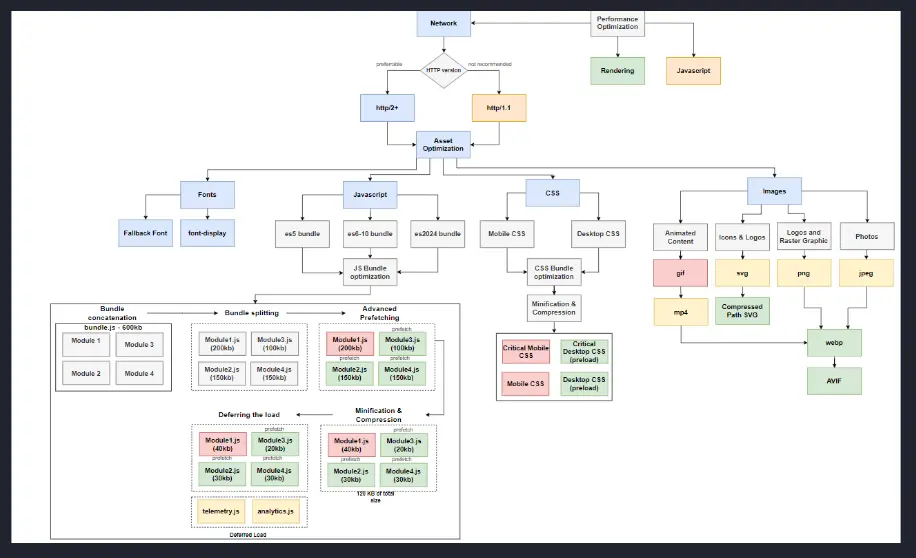 Network
Performance
Optimization
preferrable
HTTP version
not recommended
Rendering
Javascript
http/2+
http/1.1
Asset
Optimization
Fonts
Javascript
CSS
Images
Fallback Font
font-display
es5 bundle
es6-10 bundle
es2024 bundle
Mobile CSS
Desktop CSS
Animated
Content
Icons & Logos
Logos and
Raster Graphic
Photos
JS Bundle
optimization
CSS Bundle
optimization
gif
svg
png
jpeg
Minification &
Compression
mp4
Compressed
Path SVG
webp
AVIF
Critical Mobile
CSS
Critical
Desktop CSS
(preload)
Mobile CSS
Desktop CSS
(preload)
Bundle
concatenation
Bundle splitting
Advanced
Prefetching
bundle.js - 600kb
Module 1
Module 3
Module 2
Module 4
Module1.js
(200kb)
Module3.js
(100kb)
Module2.js
(150kb)
Module4.js
(150kb)
prefetch
Module1.js
(200kb)
Module3.js
(100kb)
prefetch
prefetch
Module2.js
(150kb)
Module4.js
(150kb)
Deferring the load
Minification &
Compression
prefetch
Module1.js
(40kb)
Module3.js
(20kb)
prefetch
prefetch
Module2.js
(30kb)
Module4.js
(30kb)
prefetch
Module1.js
(40kb)
Module3.js
(20kb)
prefetch
prefetch
Module2.js
(30kb)
Module4.js
(30kb)
120 KB of total
size
telemetry.js
analytics.js
Deferred Load